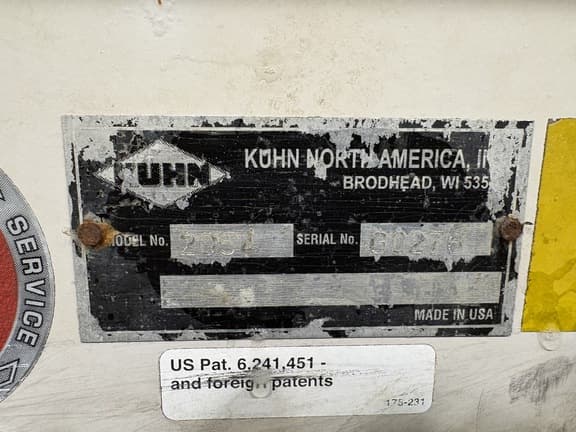 KUHN
KUHN NORTH AMERICA, I
BRODHEAD, WI 535
MODEL No.
SERIAL No.
MADE IN USA
SERVICE
US Pat. 6,241,451 -
and foreign patents
175-231